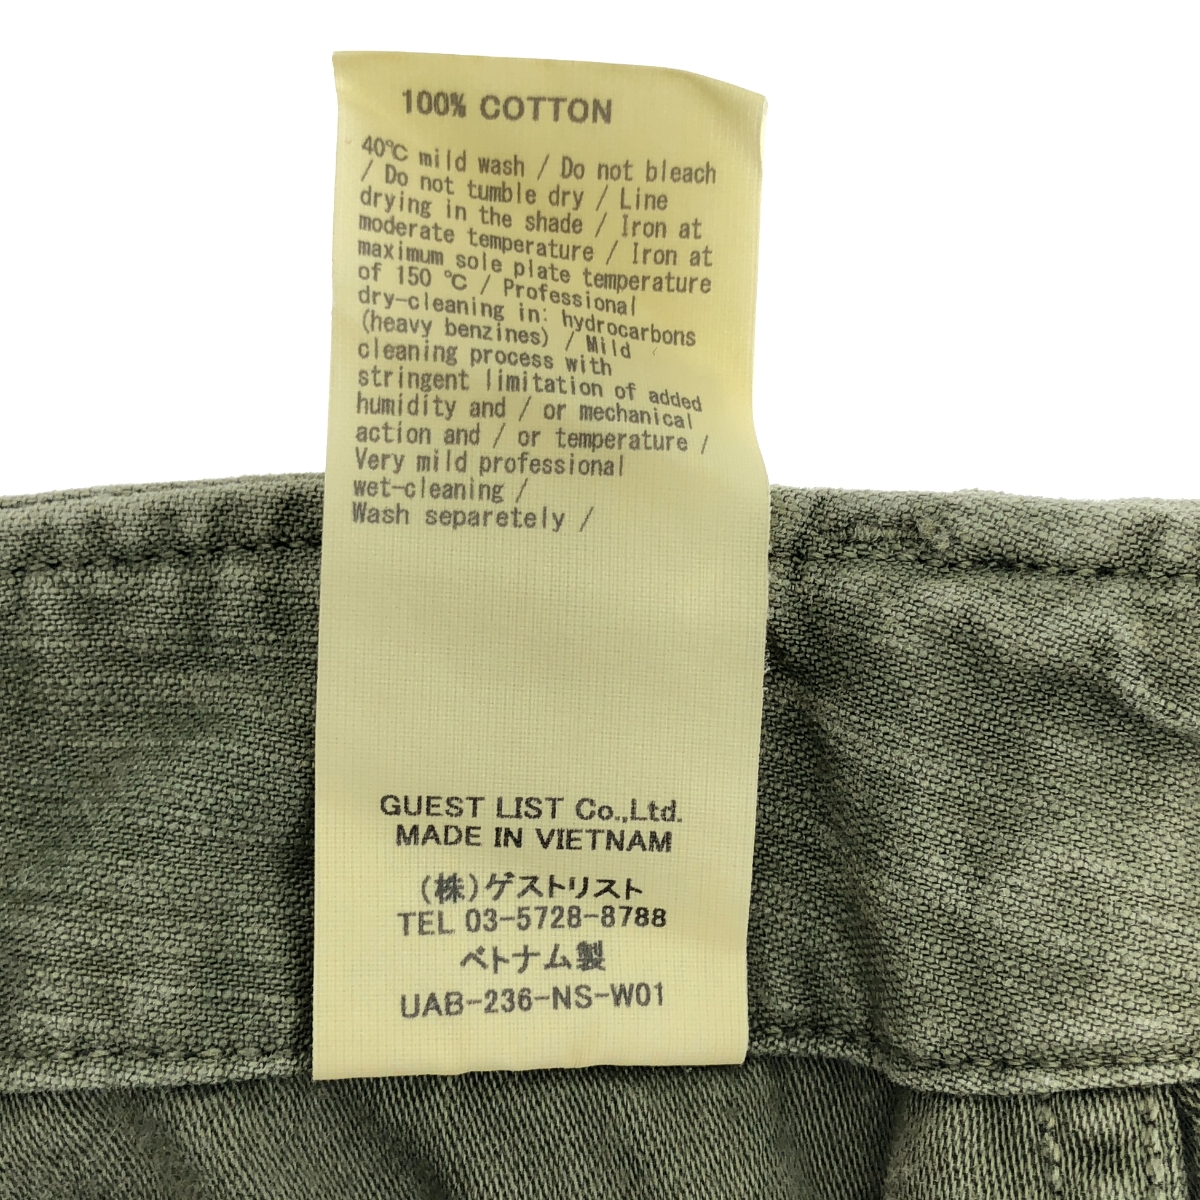 100% COTTON
40℃ mild wash / Do not bleach
/ Do not tumble dry / Line
drying in the shade / Iron at
moderate temperature / Iron at
maximum sole plate temperature
of 150 ℃ / Professional
dry-cleaning in: hydrocarbons
(heavy benzines) / Mild
cleaning process with
stringent limitation of added
humidity and / or mechanical
action and / or temperature /
Very mild professional
wet-cleaning /
Wash separetely /
GUEST LIST Co.,Ltd.
MADE IN VIETNAM
(株)ゲストリスト
TEL 03-5728-8788
ベトナム製
UAB-236-NS-W01